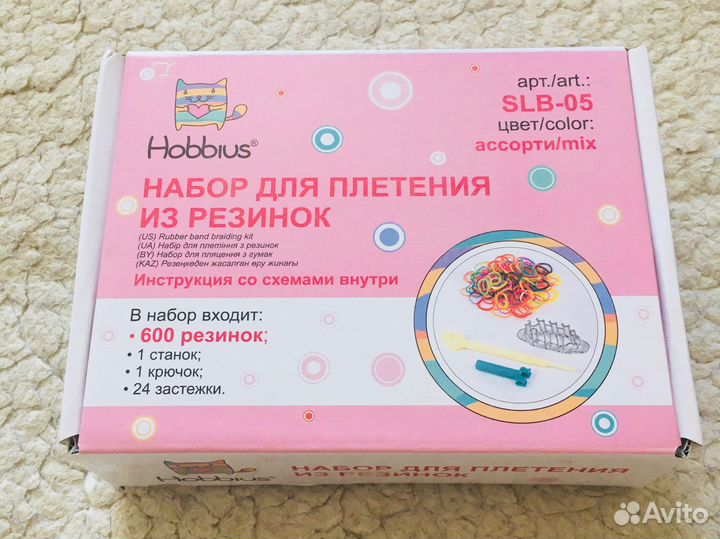 Hobbius®
арт./art.:
SLB-05
цвет/color:
ассорти/mix
НАБОР ДЛЯ ПЛЕТЕНИЯ
ИЗ РЕЗИНОК
(US) Rubber band braiding kit
(UA) Набір для плетіння з резинок
(BY) Набор для пляцення з гумак
(KAZ) Резеңкеден жасалған өру жинағы
Инструкция со схемами внутри
В набор входит:
• 600 резинок;
• 1 станок;
• 1 крючок;
• 24 застежки.
Hobbius®
НАБОР ДЛЯ ПЛЕТЕНИЯ
ИЗ РЕЗИНОК
Avito